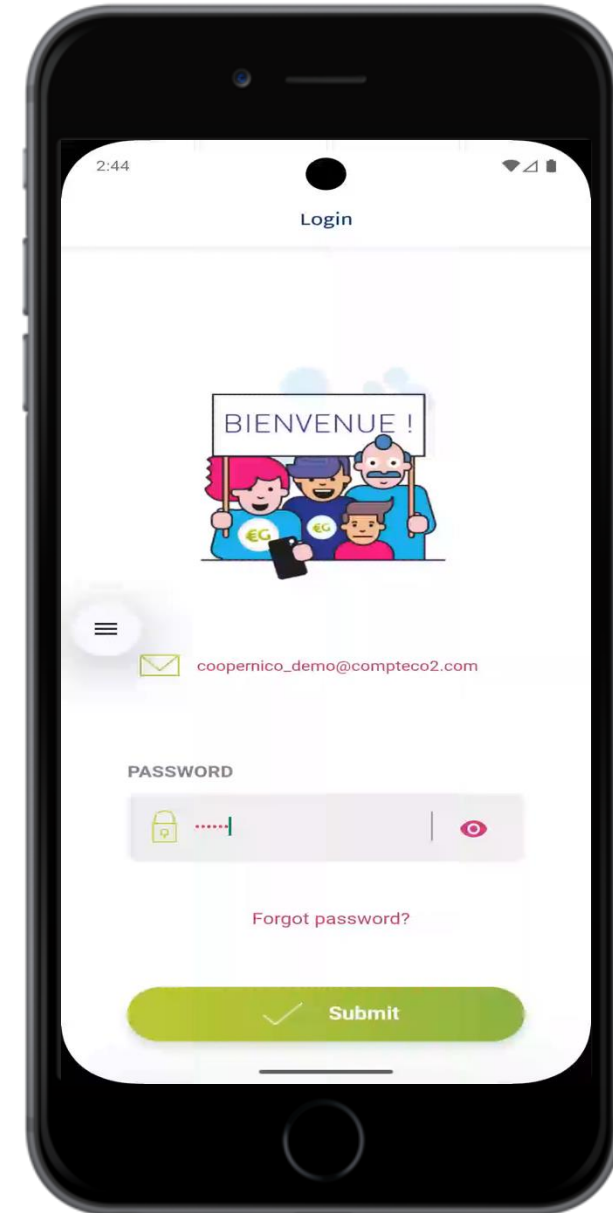 2:44
Login
BIENVENUE !
€G
€G
coopernico_demo@compteco2.com
PASSWORD
••••••
Forgot password?
Submit